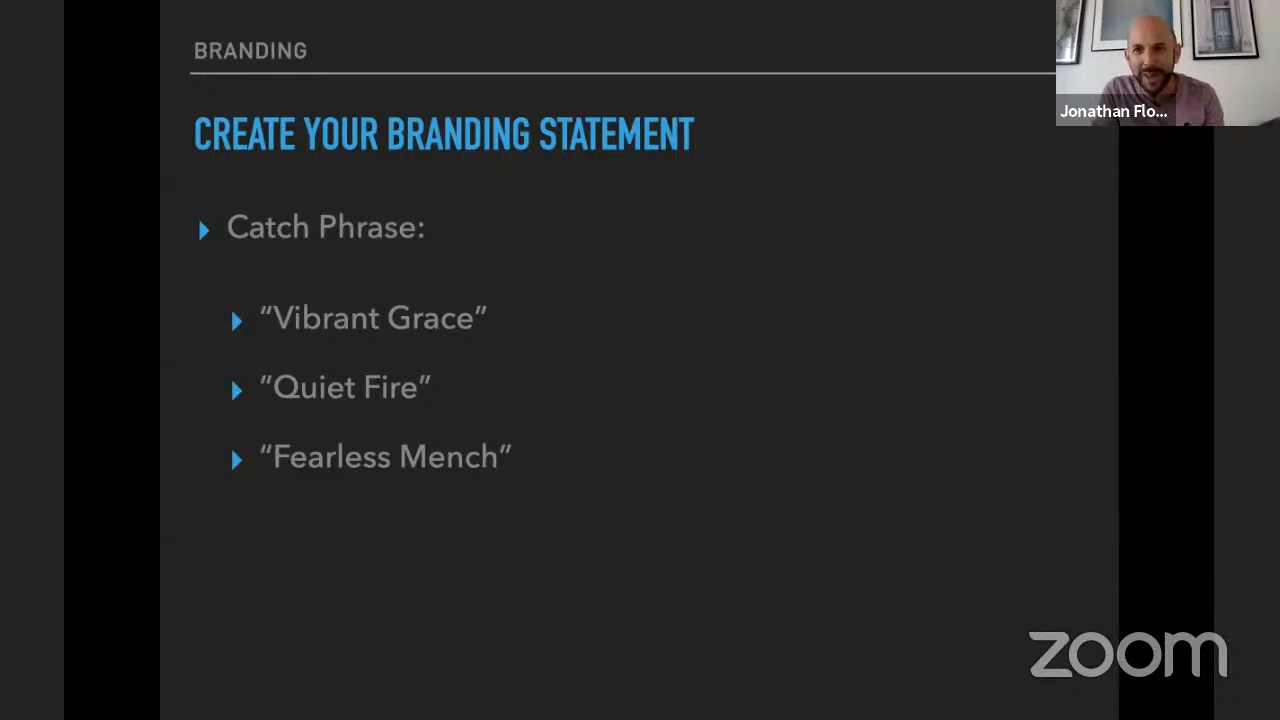 BRANDING
Jonathan Flo...
CREATE YOUR BRANDING STATEMENT
Catch Phrase:
“Vibrant Grace”
“Quiet Fire”
“Fearless Mench”
zoom